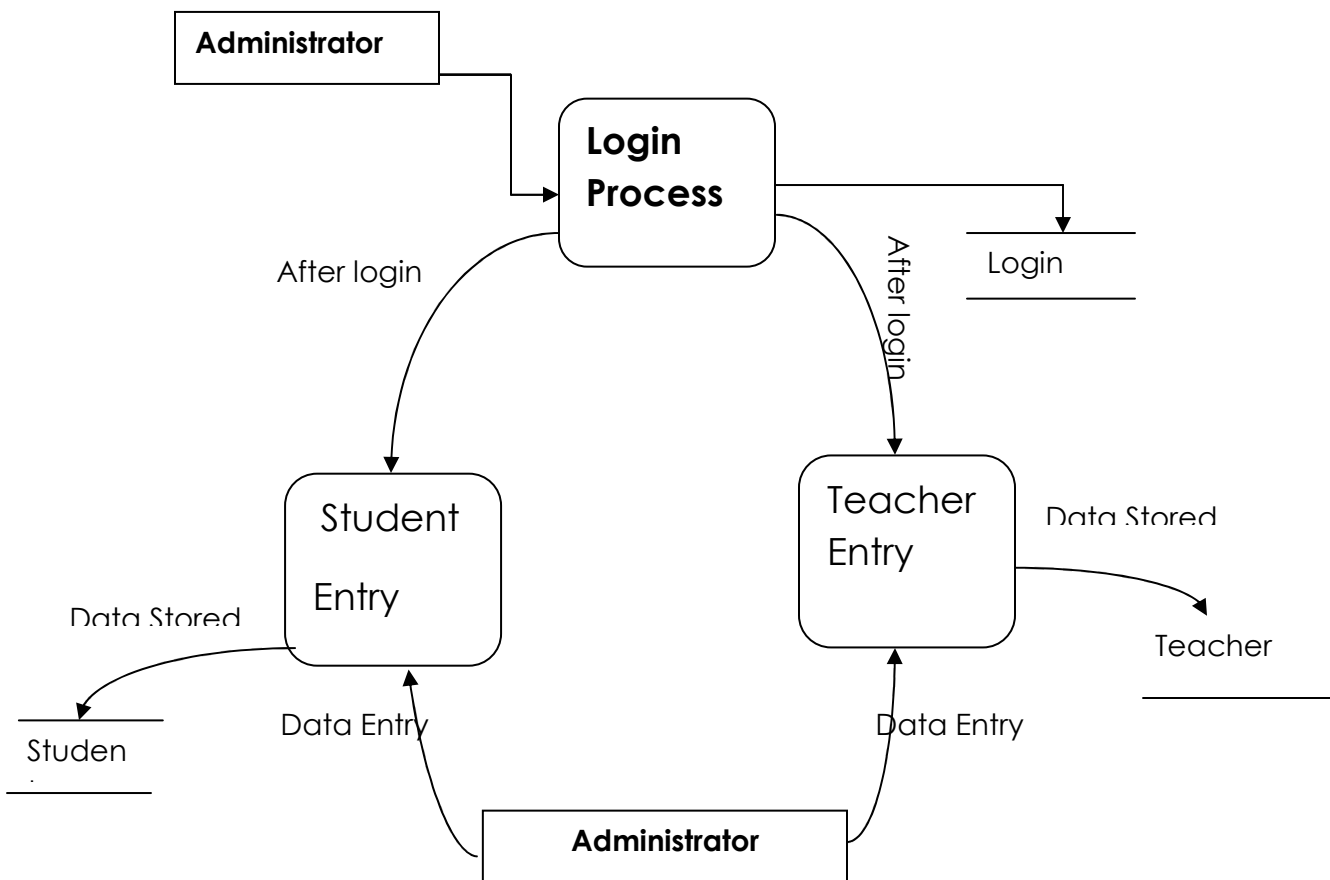 Administrator
Login
Process
After login
After login
Login
Student
Entry
Teacher
Entry
Data Stored
Data Stored
Teacher
Data Entry
Data Entry
Studen
Administrator